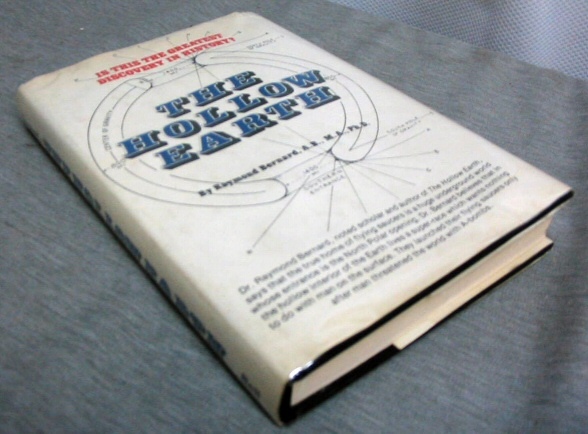 IS THIS THE GREATEST
DISCOVERY IN HISTORY?
THE
HOLLOW
EARTH
By Raymond Bernard, A.B., M.A., Ph.D.
Dr. Raymond Bernard, noted scholar and author of The Hollow Earth
says that the true home of flying saucers is a huge underground world
whose entrance is the North Polar opening. Dr. Bernard believes that in
the hollow interior of the Earth lives a super race which wants nothing
to do with man on the surface. They launched their flying saucers only
after man threatened the world with A-bombs.
THE HOLLOW EARTH